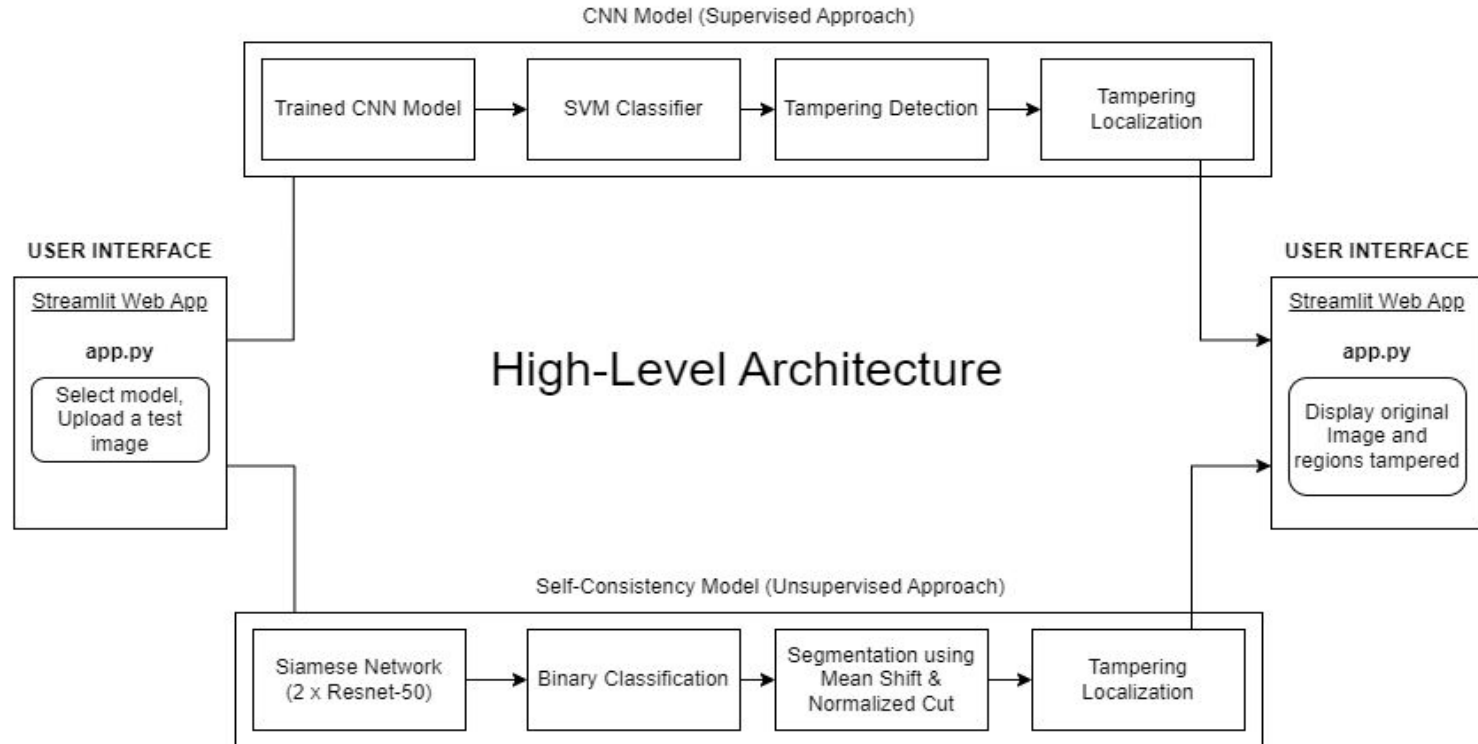 CNN Model (Supervised Approach)
Trained CNN Model
SVM Classifier
Tampering Detection
Tampering
Localization
USER INTERFACE
Streamlit Web App
app.py
Select model,
Upload a test
image
High-Level Architecture
USER INTERFACE
Streamlit Web App
app.py
Display original
Image and
regions tampered
Self-Consistency Model (Unsupervised Approach)
Siamese Network
(2 x Resnet-50)
Binary Classification
Segmentation using
Mean Shift &
Normalized Cut
Tampering
Localization